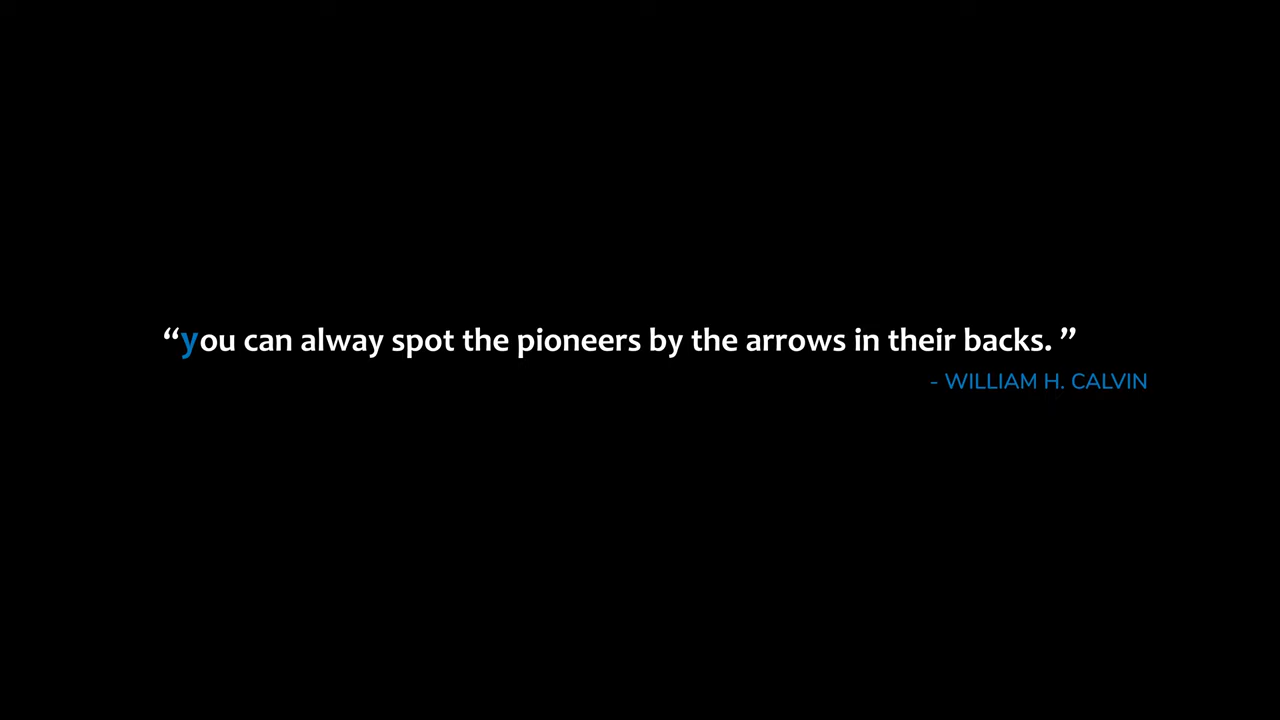 “you can alway spot the pioneers by the arrows in their backs. ”
- WILLIAM H. CALVIN